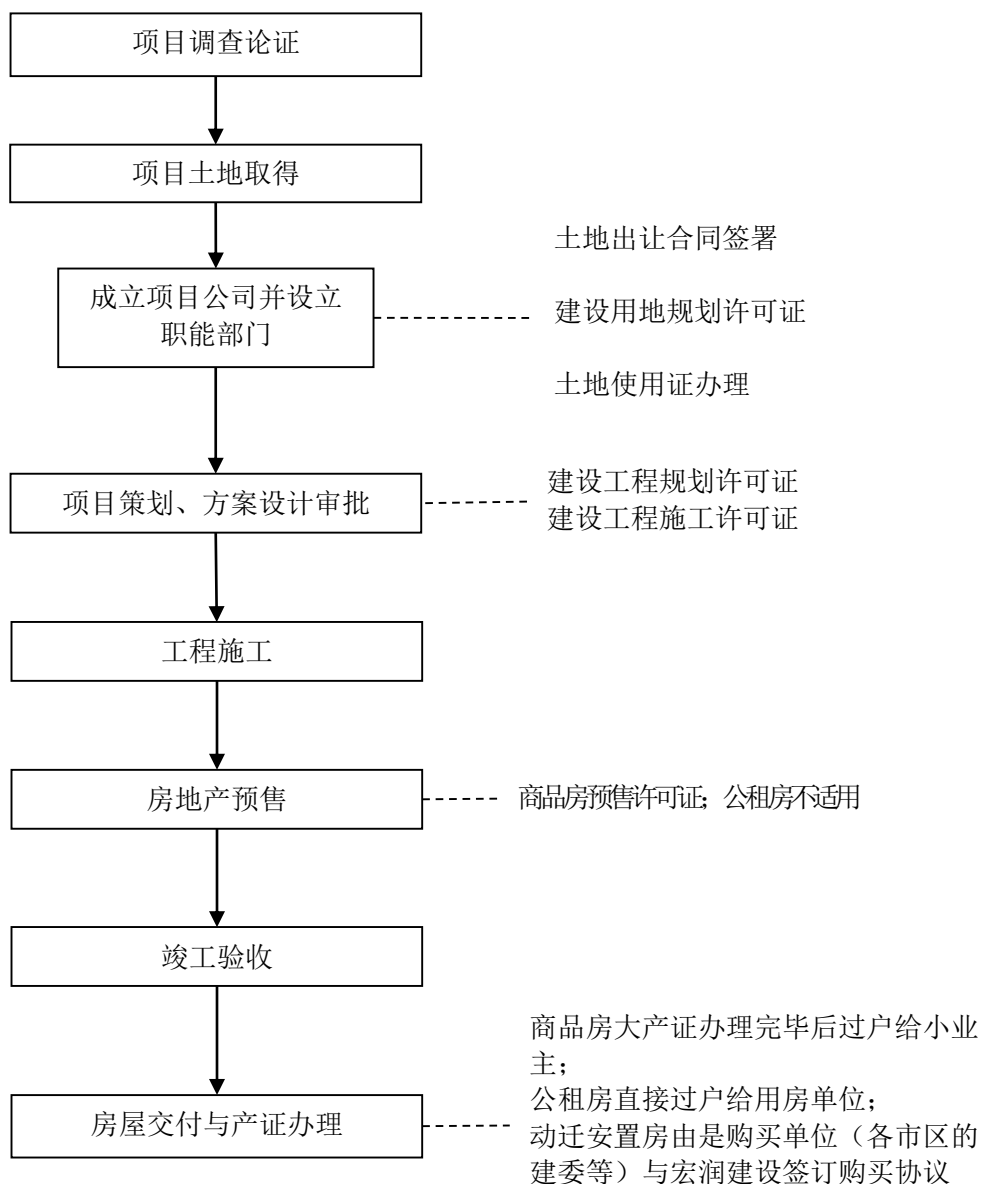 项目调查论证
项目土地取得
土地出让合同签署
成立项目公司并设立
职能部门
建设用地规划许可证
土地使用证办理
项目策划、方案设计审批
建设工程规划许可证
建设工程施工许可证
工程施工
房地产预售
商品房预售许可证；公租房不适用
竣工验收
房屋交付与产证办理
商品房大产证办理完毕后过户给小业
主；
公租房直接过户给用房单位；
动迁安置房由是购买单位（各市区的
建委等）与宏润建设签订购买协议